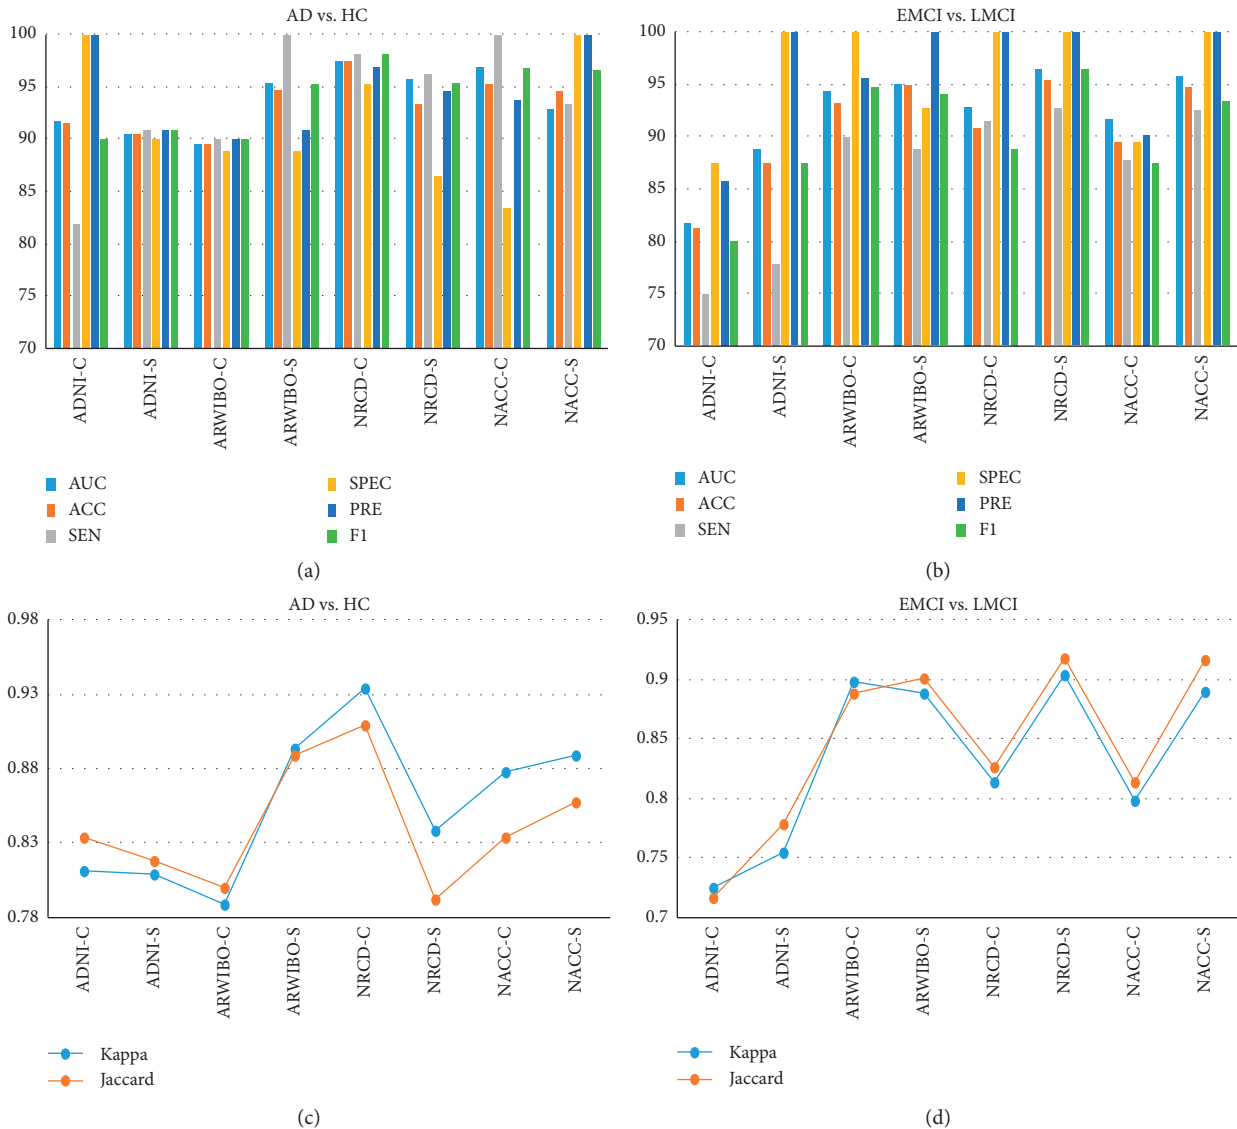 AD vs. HC
100
95
90
85
80
75
70
ADNI-C
ADNI-S
ARWIBO-C
ARWIBO-S
NRCD-C
NRCD-S
NACC-C
NACC-S
AUC
ACC
SEN
SPEC
PRE
F1
(a)
EMCI vs. LMCI
100
95
90
85
80
75
70
ADNI-C
ADNI-S
ARWIBO-C
ARWIBO-S
NRCD-C
NRCD-S
NACC-C
NACC-S
AUC
ACC
SEN
SPEC
PRE
F1
(b)
AD vs. HC
0.98
0.93
0.88
0.83
0.78
ADNI-C
ADNI-S
ARWIBO-C
ARWIBO-S
NRCD-C
NRCD-S
NACC-C
NACC-S
Kappa
Jaccard
(c)
EMCI vs. LMCI
0.95
0.9
0.85
0.8
0.75
0.7
ADNI-C
ADNI-S
ARWIBO-C
ARWIBO-S
NRCD-C
NRCD-S
NACC-C
NACC-S
Kappa
Jaccard
(d)